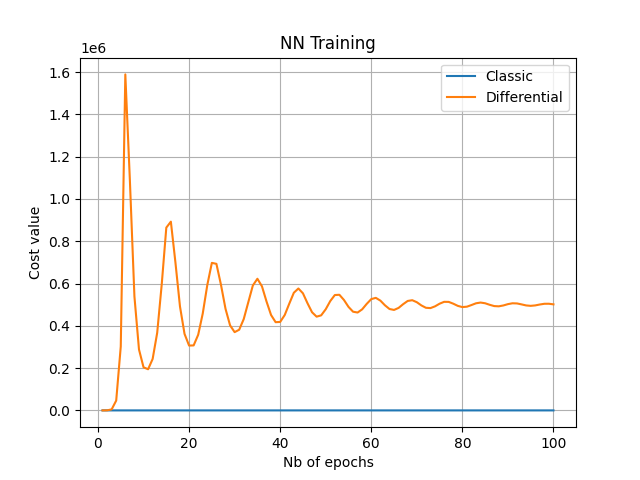 NN Training
1e6
Classic
Differential
1.6
1.4
1.2
1.0
0.8
0.6
0.4
0.2
0.0
Cost value
0 20 40 60 80 100
Nb of epochs